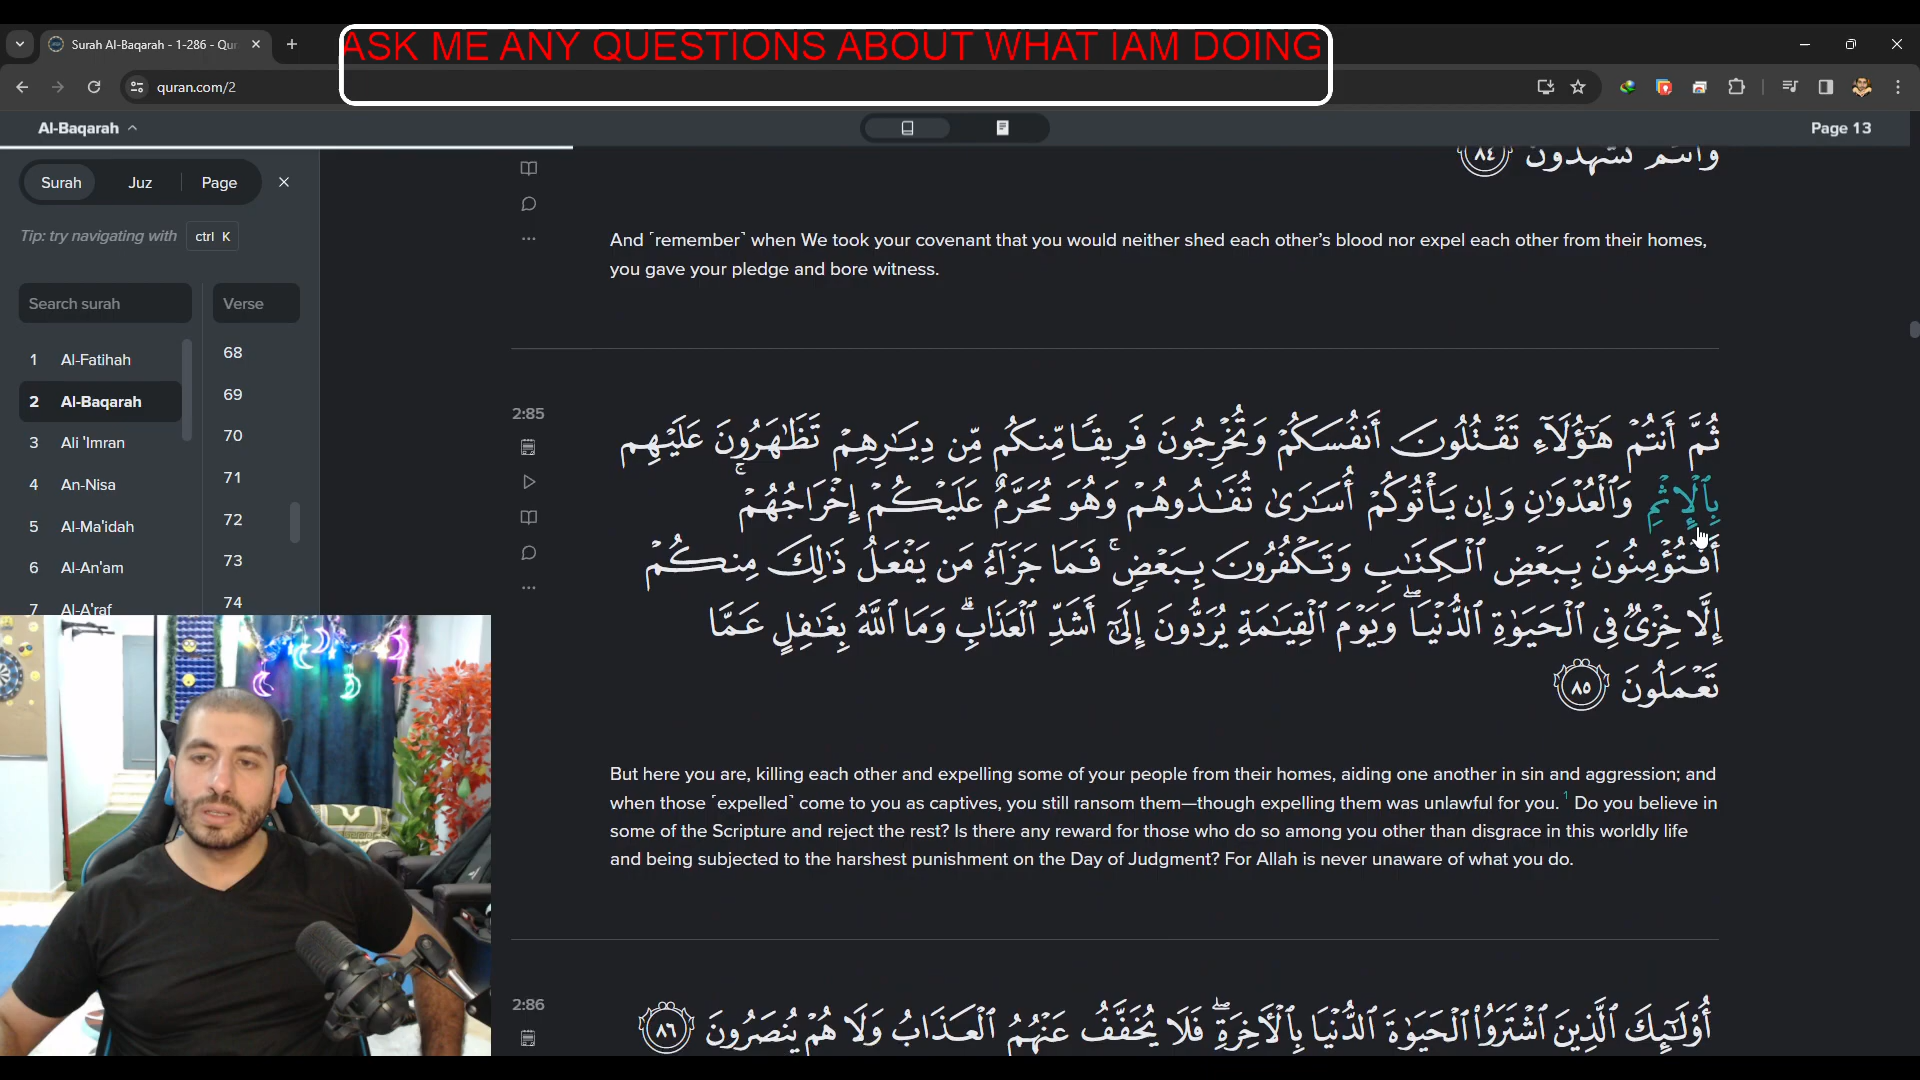 Surah Al-Baqarah - 1-286 - Qur
ASK ME ANY QUESTIONS ABOUT WHAT IAM DOING
quran.com/2
Al-Baqarah
Page 13
Surah Juz Page
Tip: try navigating with ctrl K
Search surah
Verse
1 Al-Fatihah
2 Al-Baqarah
3 Ali 'Imran
4 An-Nisa
5 Al-Ma'idah
6 Al-An'am
7 Al-A'raf
68
69
70
71
72
73
74
وَأَنتُمْ تَشْهَدُونَ ٨٤
And ˹remember˺ when We took your covenant that you would neither shed each other’s blood nor expel each other from their homes,
you gave your pledge and bore witness.
2:85
ثُمَّ أَنتُمْ هَـٰٓؤُلَآءِ تَقْتُلُونَ أَنفُسَكُمْ وَتُخْرِجُونَ فَرِيقًا مِّنكُم مِّن دِيَـٰرِهِمْ تَظَـٰهَرُونَ عَلَيْهِم
بِٱلْإِثْمِ وَٱلْعُدْوَٰنِ وَإِن يَأْتُوكُمْ أُسَـٰرَىٰ تُفَـٰدُوهُمْ وَهُوَ مُحَرَّمٌ عَلَيْكُمْ إِخْرَاجُهُمْ ۚ
أَفَتُؤْمِنُونَ بِبَعْضِ ٱلْكِتَـٰبِ وَتَكْفُرُونَ بِبَعْضٍ ۚ فَمَا جَزَآءُ مَن يَفْعَلُ ذَٰلِكَ مِنكُمْ
إِلَّا خِزْىٌ فِى ٱلْحَيَوٰةِ ٱلدُّنْيَا ۖ وَيَوْمَ ٱلْقِيَـٰمَةِ يُرَدُّونَ إِلَىٰٓ أَشَدِّ ٱلْعَذَابِ ۗ وَمَا ٱللَّهُ بِغَـٰفِلٍ عَمَّا
تَعْمَلُونَ ٨٥
But here you are, killing each other and expelling some of your people from their homes, aiding one another in sin and aggression; and
when those ˹expelled˺ come to you as captives, you still ransom them—though expelling them was unlawful for you. 1 Do you believe in
some of the Scripture and reject the rest? Is there any reward for those who do so among you other than disgrace in this worldly life
and being subjected to the harshest punishment on the Day of Judgment? For Allah is never unaware of what you do.
2:86
أُو۟لَـٰٓئِكَ ٱلَّذِينَ ٱشْتَرَوُا۟ ٱلْحَيَوٰةَ ٱلدُّنْيَا بِٱلْـَٔاخِرَةِ ۖ فَلَا يُخَفَّفُ عَنْهُمُ ٱلْعَذَابُ وَلَا هُمْ يُنصَرُونَ ٨٦